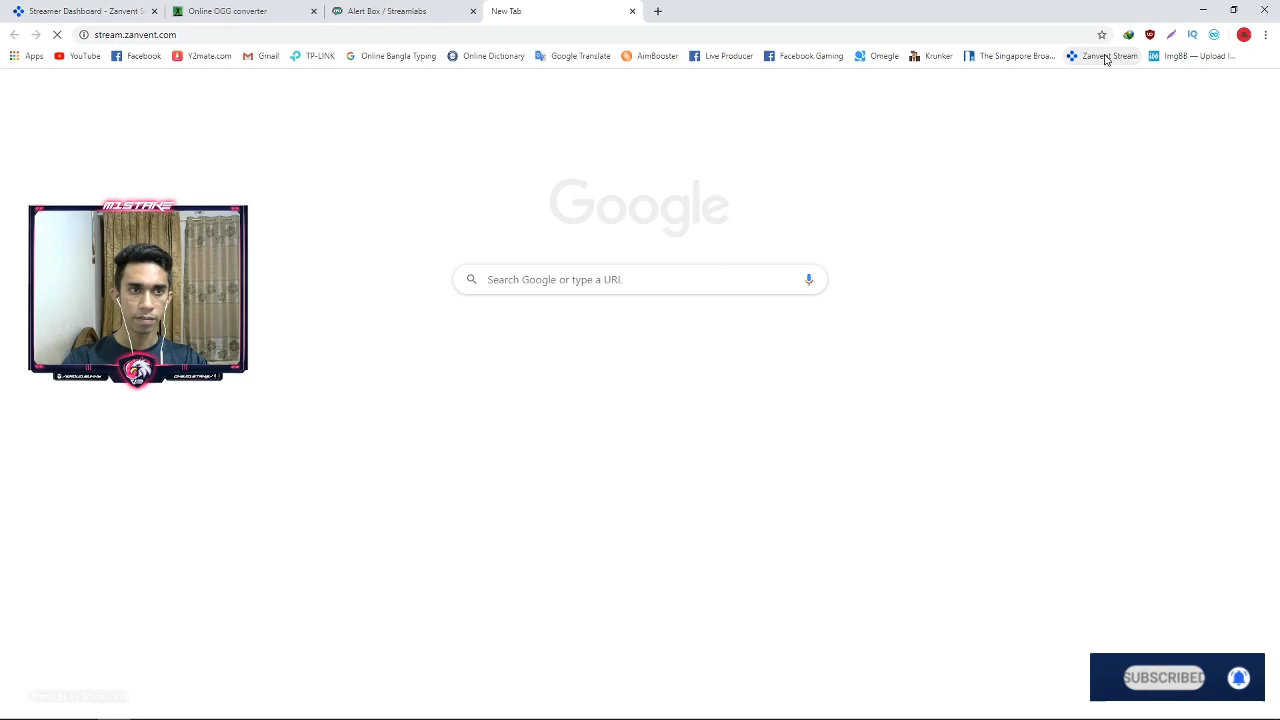 Streamer Dashboard - Zanvent S
Online OGG converter
Alert Box / Streamlabs
New Tab
stream.zanvent.com
Apps
YouTube
Facebook
Y2mate.com
Gmail
TP-LINK
Online Bangla Typing
Online Dictionary
Google Translate
AimBooster
Live Producer
Facebook Gaming
Omegle
Krunker
The Singapore Broa...
Zanvent Stream
ImgBB — Upload I...
Google
Search Google or type a URL
M1STAKE
SUBSCRIBED